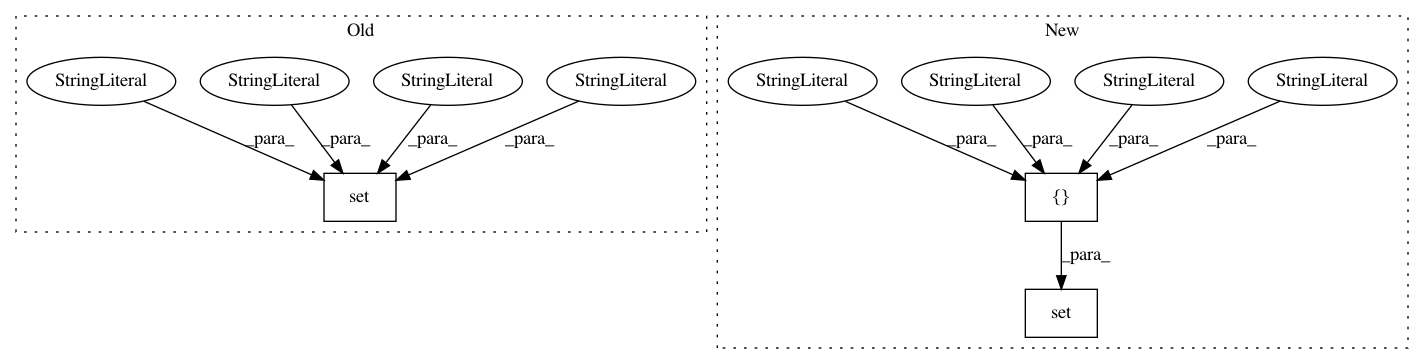 Old
New
StringLiteral StringLiteral StringLiteral StringLiteral
StringLiteral StringLiteral StringLiteral StringLiteral
_para_ _para_ _para_ _para_
_para_ _para_ _para_ _para_
set
{}
_para_
set